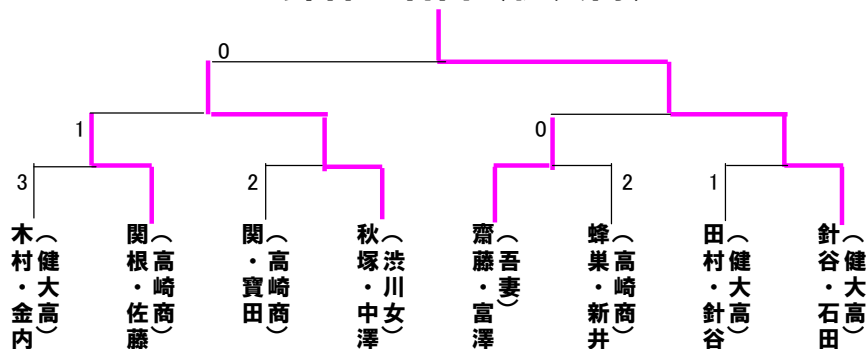 0
1
0
3
2
2
1
木村・金内
（健大高）
関根・佐藤
（高崎商）
関・寶田
（高崎商）
秋塚・中澤
（渋川女）
齋藤・富澤
（吾妻）
蜂巣・新井
（高崎商）
田村・針谷
（健大高）
針谷・石田
（健大高）